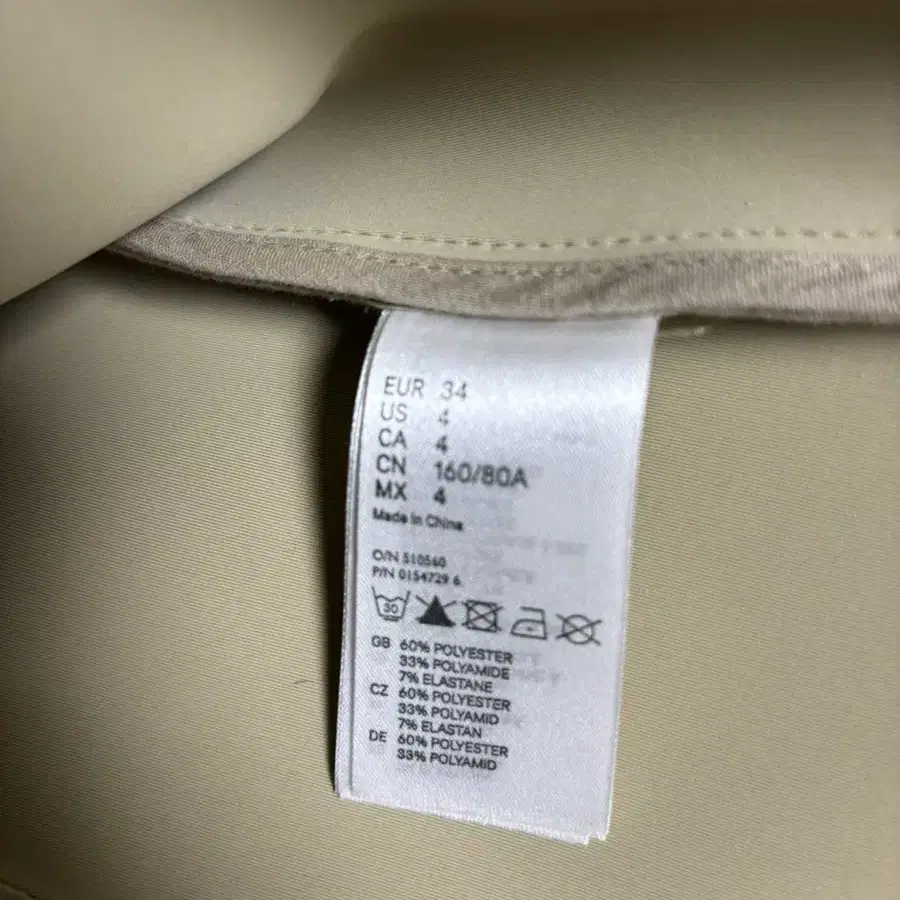 EUR 34
US 4
CA 4
CN 160/80A
MX 4
Made in China
O/N 510560
P/N 0154729 6
30
GB 60% POLYESTER
33% POLYAMIDE
7% ELASTANE
CZ 60% POLYESTER
33% POLYAMID
7% ELASTAN
DE 60% POLYESTER
33% POLYAMID